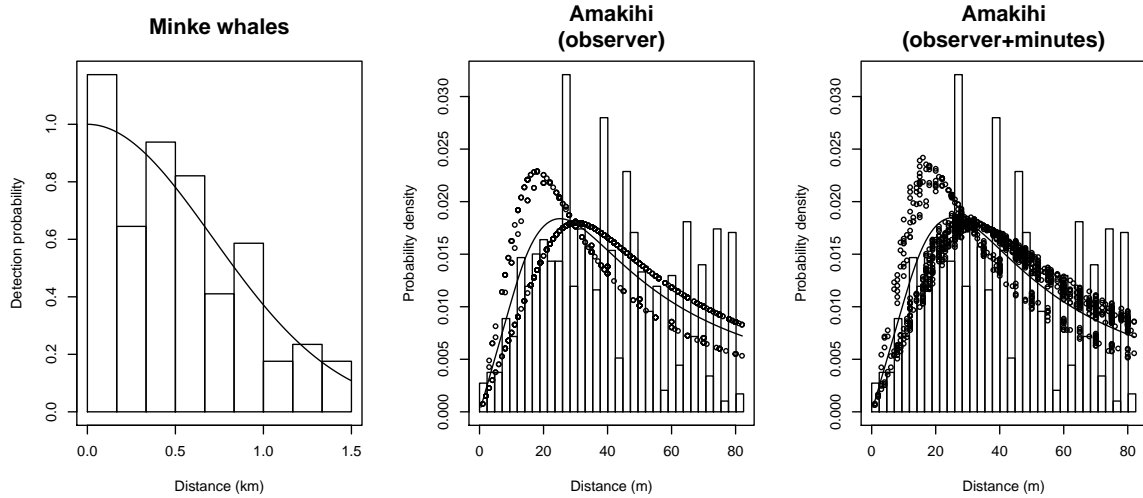 Minke whales
Detection probability
0.0 0.2 0.4 0.6 0.8 1.0
0.0 0.5 1.0 1.5
Distance (km)
Amakihi
(observer)
Probability density
0.000 0.005 0.010 0.015 0.020 0.025 0.030
0 20 40 60 80
Distance (m)
Amakihi
(observer+minutes)
Probability density
0.000 0.005 0.010 0.015 0.020 0.025 0.030
0 20 40 60 80
Distance (m)